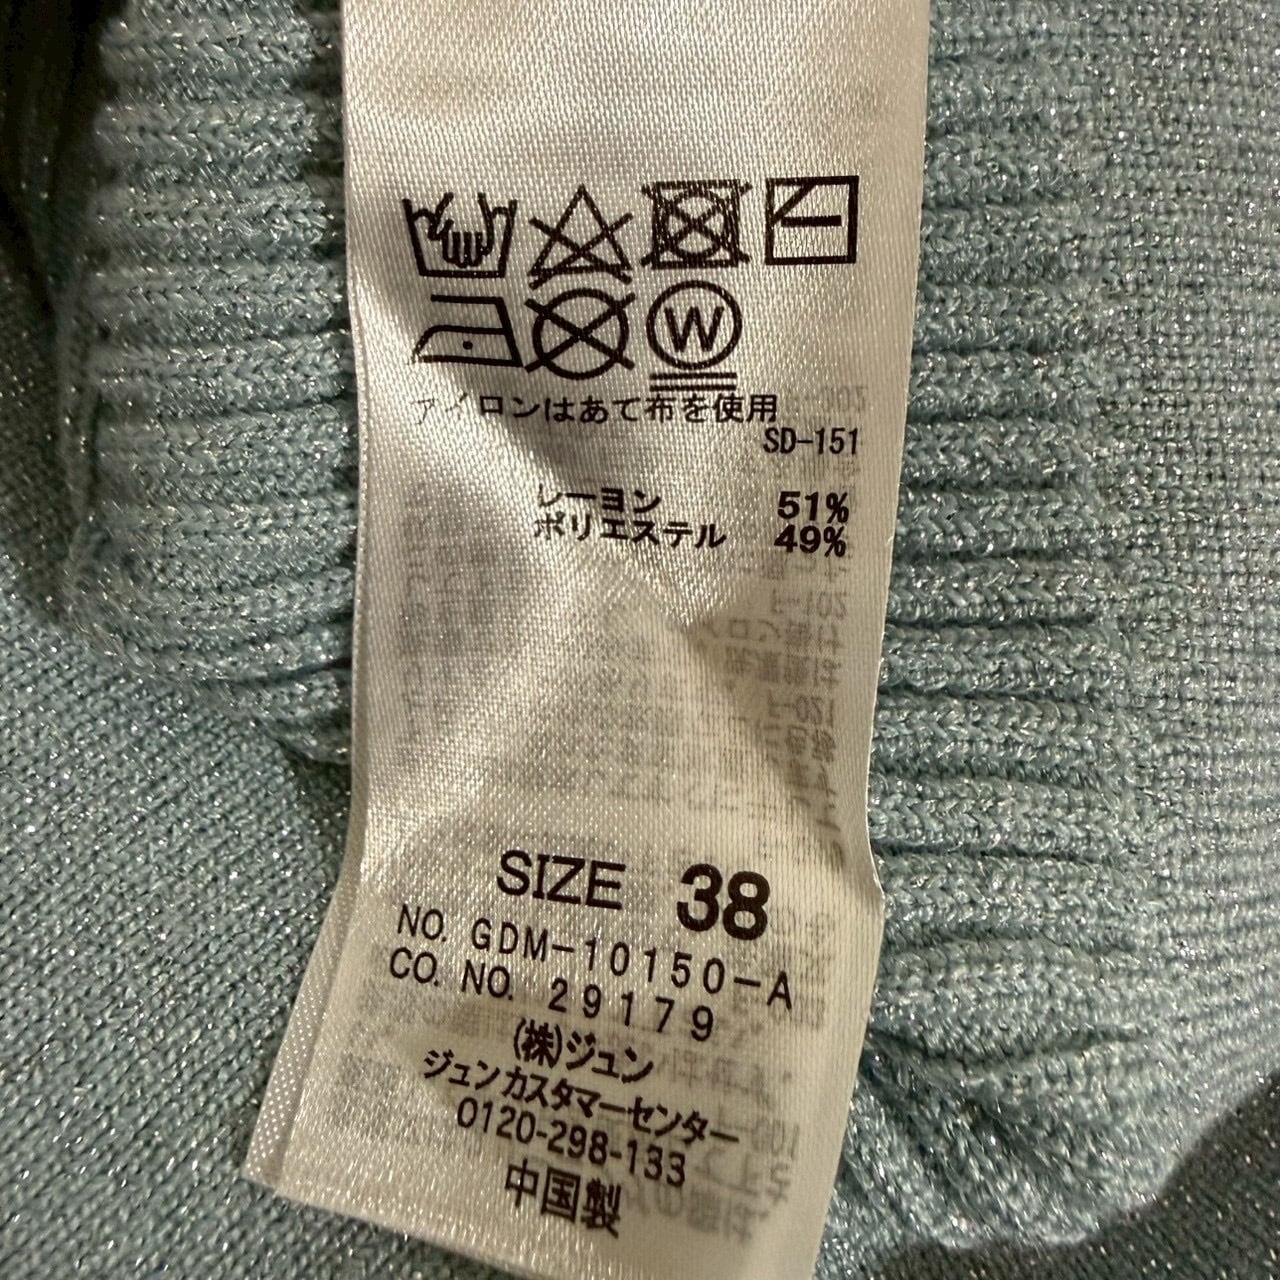 W
アイロンはあて布を使用
SD-151
レーヨン 51%
ポリエステル 49%
SIZE 38
NO. GDM-10150-A
CO. NO. 29179
(株)ジュン
ジュンカスタマーセンター
0120-298-133
中国製